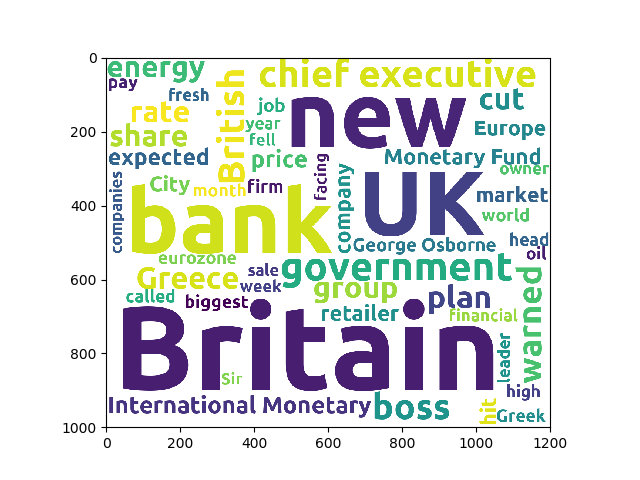 energy
chief executive
pay
fresh
rate
British
job
new
cut
share
year
Europe
fell
expected
price
Monetary Fund
facing
owner
companies
City
month
firm
company
UK
market
bank
world
George Osborne
head
eurozone
oil
Greece
sale
government
week
group
warned
called
biggest
plan
Britain
retailer
financial
leader
Sir
high
International Monetary
boss
hit
Greek
0
200
400
600
800
1000
0
200
400
600
800
1000
1200